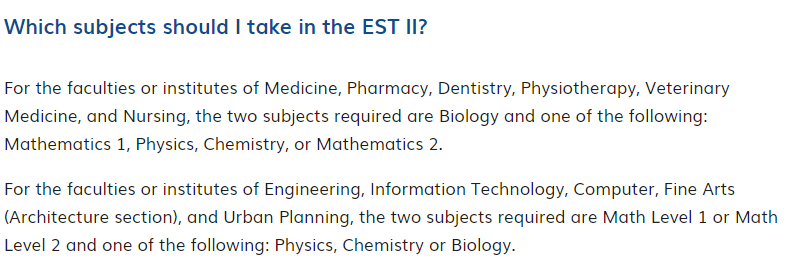 Which subjects should I take in the EST II?
For the faculties or institutes of Medicine, Pharmacy, Dentistry, Physiotherapy, Veterinary
Medicine, and Nursing, the two subjects required are Biology and one of the following:
Mathematics 1, Physics, Chemistry, or Mathematics 2.
For the faculties or institutes of Engineering, Information Technology, Computer, Fine Arts
(Architecture section), and Urban Planning, the two subjects required are Math Level 1 or Math
Level 2 and one of the following: Physics, Chemistry or Biology.